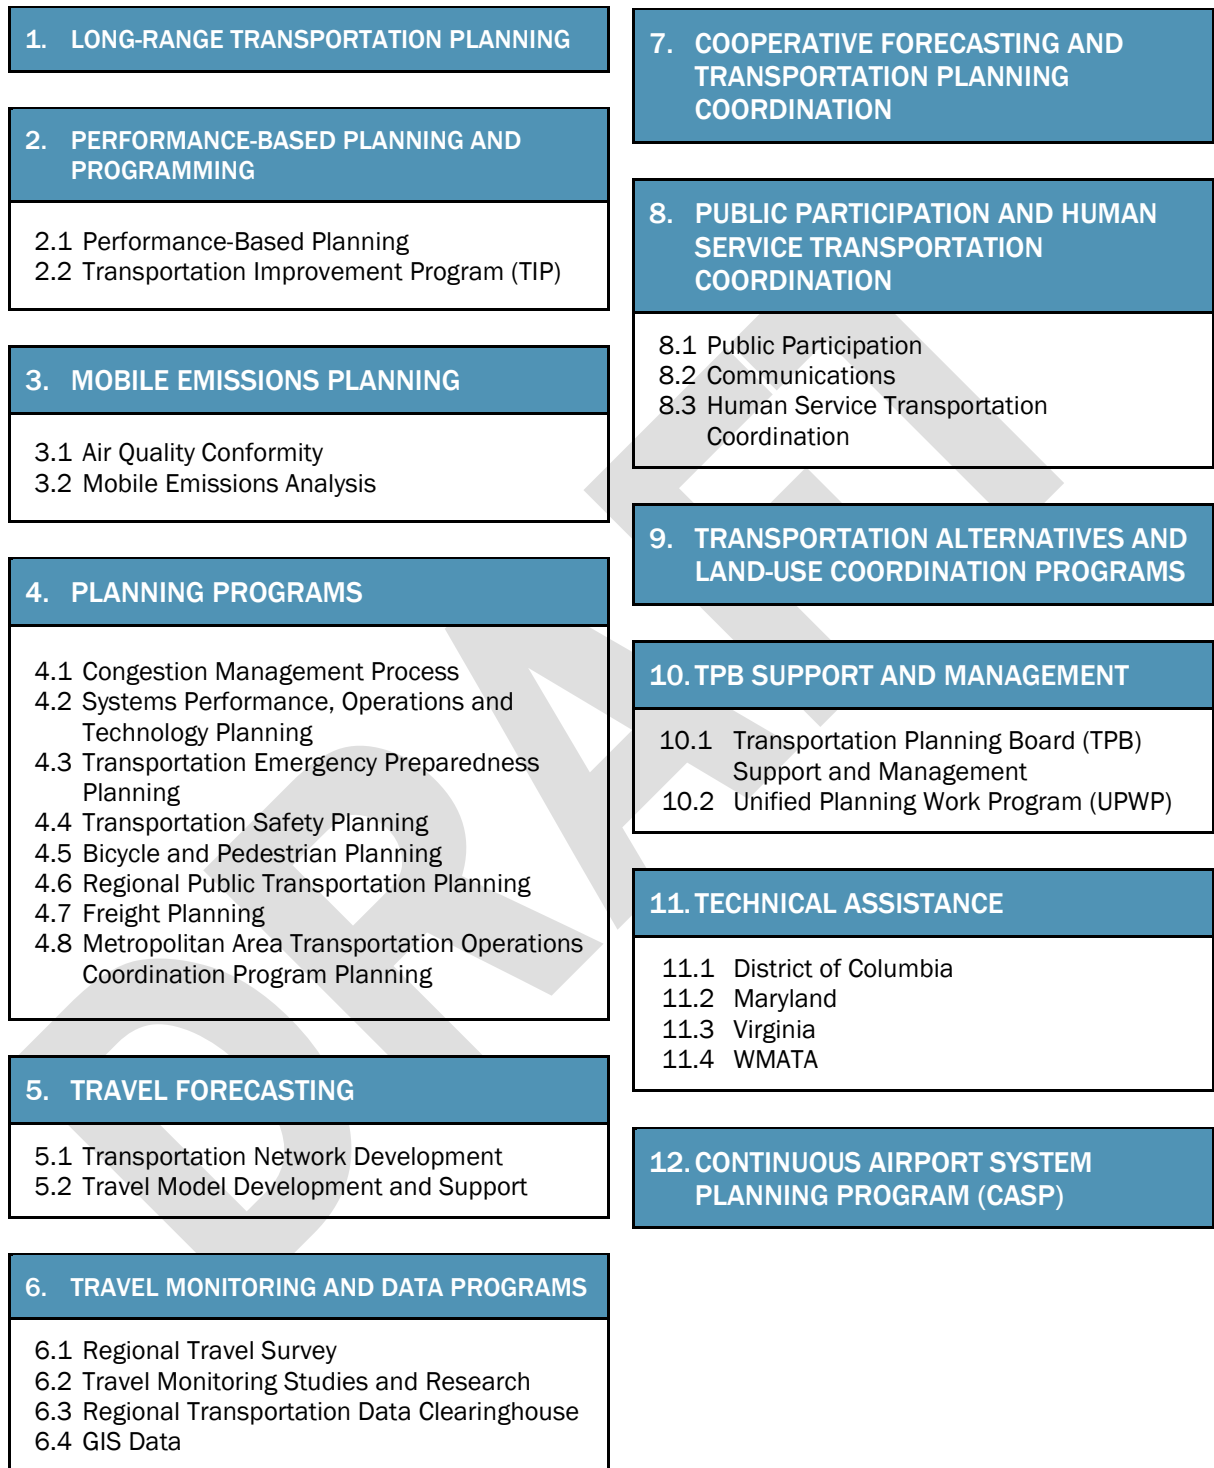 1. LONG-RANGE TRANSPORTATION PLANNING
2. PERFORMANCE-BASED PLANNING AND
PROGRAMMING
2.1 Performance-Based Planning
2.2 Transportation Improvement Program (TIP)
3. MOBILE EMISSIONS PLANNING
3.1 Air Quality Conformity
3.2 Mobile Emissions Analysis
4. PLANNING PROGRAMS
4.1 Congestion Management Process
4.2 Systems Performance, Operations and
Technology Planning
4.3 Transportation Emergency Preparedness
Planning
4.4 Transportation Safety Planning
4.5 Bicycle and Pedestrian Planning
4.6 Regional Public Transportation Planning
4.7 Freight Planning
4.8 Metropolitan Area Transportation Operations
Coordination Program Planning
5. TRAVEL FORECASTING
5.1 Transportation Network Development
5.2 Travel Model Development and Support
6. TRAVEL MONITORING AND DATA PROGRAMS
6.1 Regional Travel Survey
6.2 Travel Monitoring Studies and Research
6.3 Regional Transportation Data Clearinghouse
6.4 GIS Data
7. COOPERATIVE FORECASTING AND
TRANSPORTATION PLANNING
COORDINATION
8. PUBLIC PARTICIPATION AND HUMAN
SERVICE TRANSPORTATION
COORDINATION
8.1 Public Participation
8.2 Communications
8.3 Human Service Transportation
Coordination
9. TRANSPORTATION ALTERNATIVES AND
LAND-USE COORDINATION PROGRAMS
10. TPB SUPPORT AND MANAGEMENT
10.1 Transportation Planning Board (TPB)
Support and Management
10.2 Unified Planning Work Program (UPWP)
11. TECHNICAL ASSISTANCE
11.1 District of Columbia
11.2 Maryland
11.3 Virginia
11.4 WMATA
12. CONTINUOUS AIRPORT SYSTEM
PLANNING PROGRAM (CASP)
DRAFT